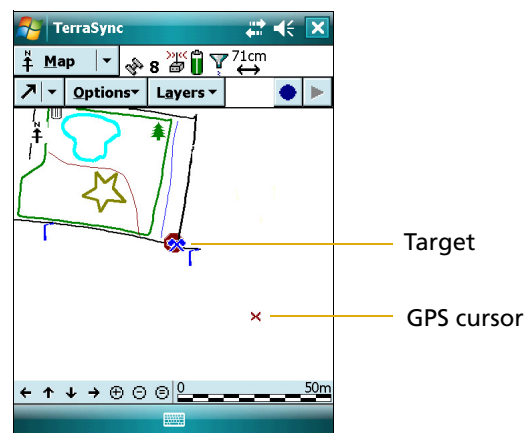 TerraSync
Map 8 71cm
Options Layers
Target
GPS cursor
0 50m